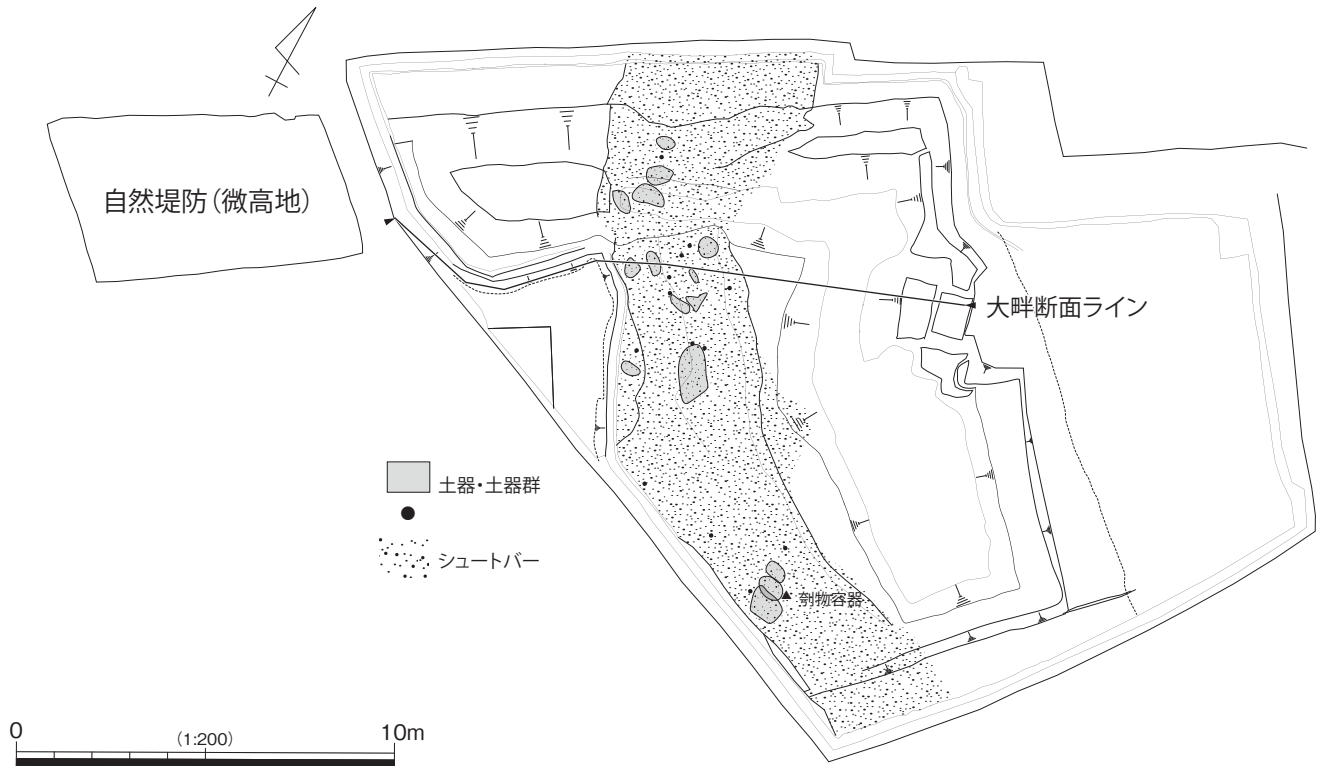 自然堤防（微高地）
大畔断面ライン
土器・土器群
シュートバー
刳物容器
0 (1:200) 10m